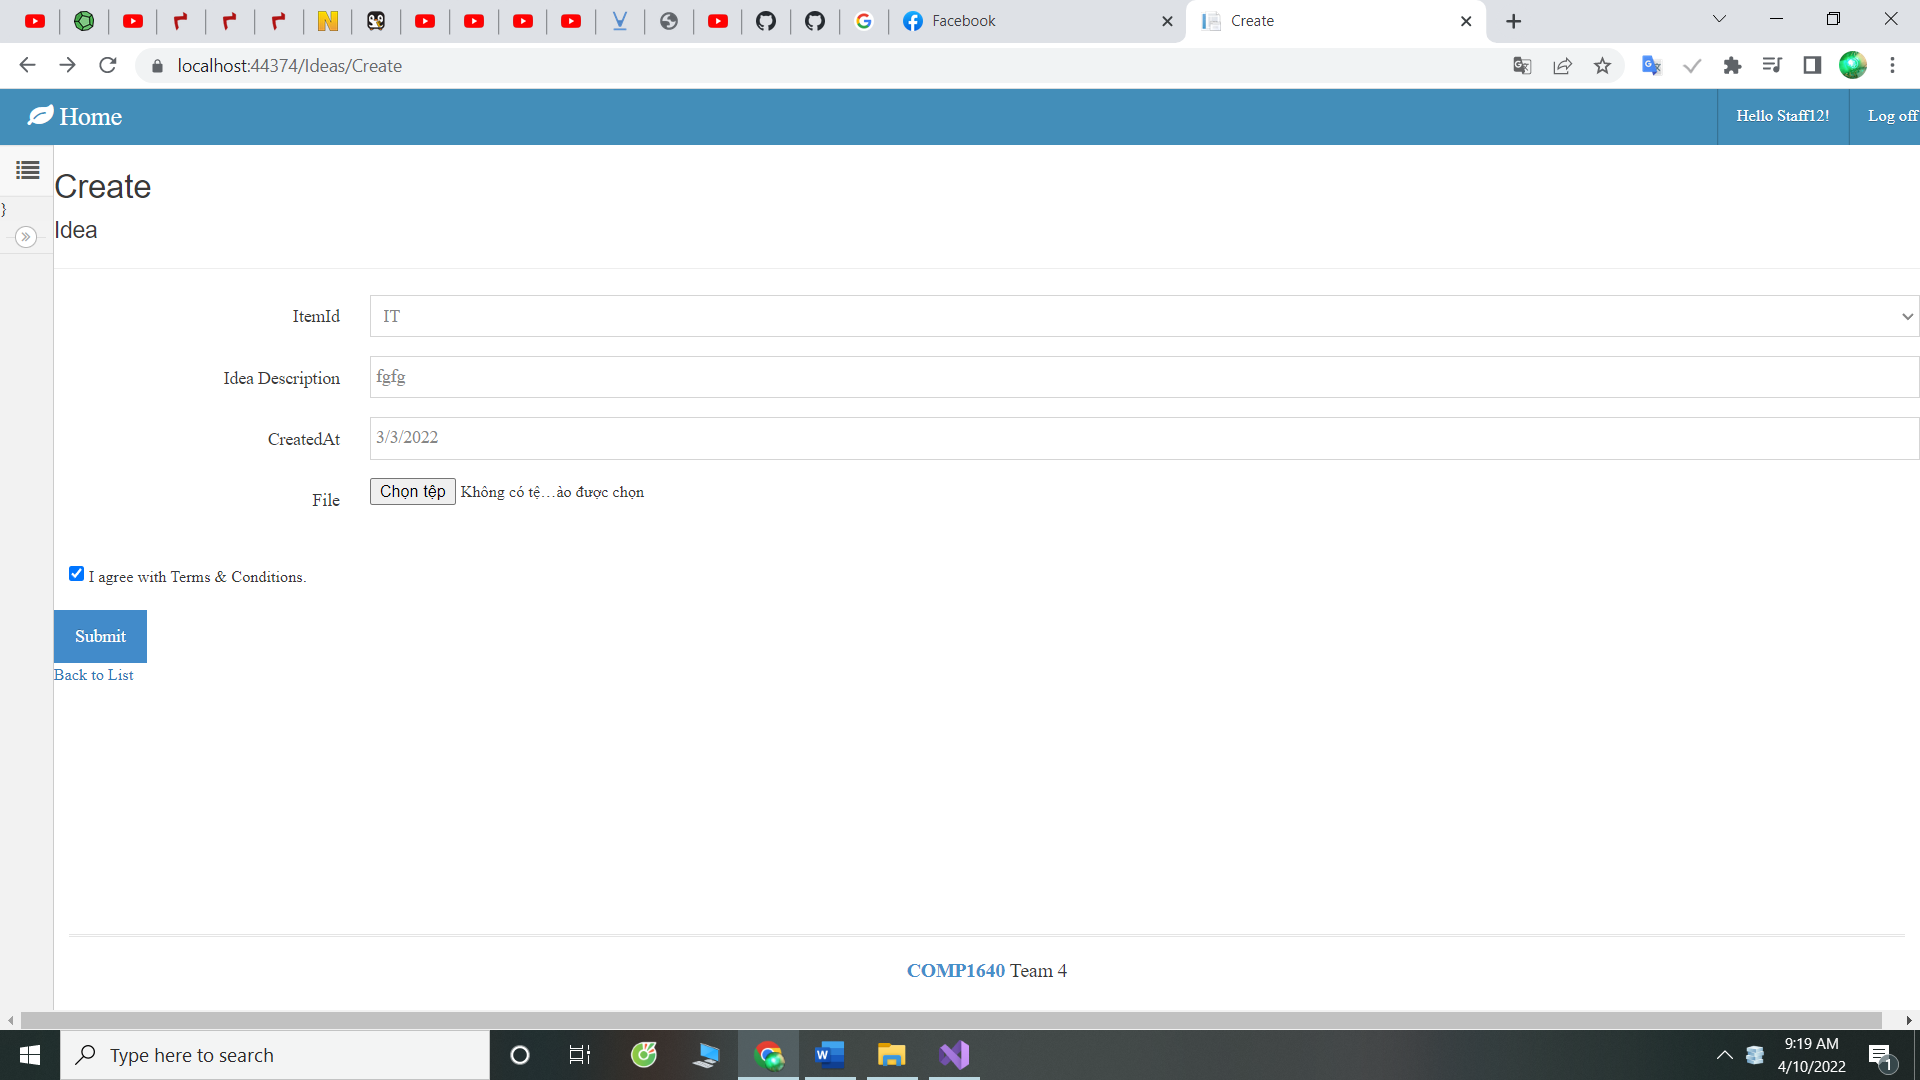 Facebook
Create
localhost:44374/Ideas/Create
Home
Hello Staff12!
Log off
Create
}
Idea
ItemId
IT
Idea Description
fgfg
CreatedAt
3/3/2022
File
Chọn tệp Không có tệ…ào được chọn
I agree with Terms & Conditions.
Submit
Back to List
COMP1640 Team 4
Type here to search
9:19 AM
4/10/2022
1